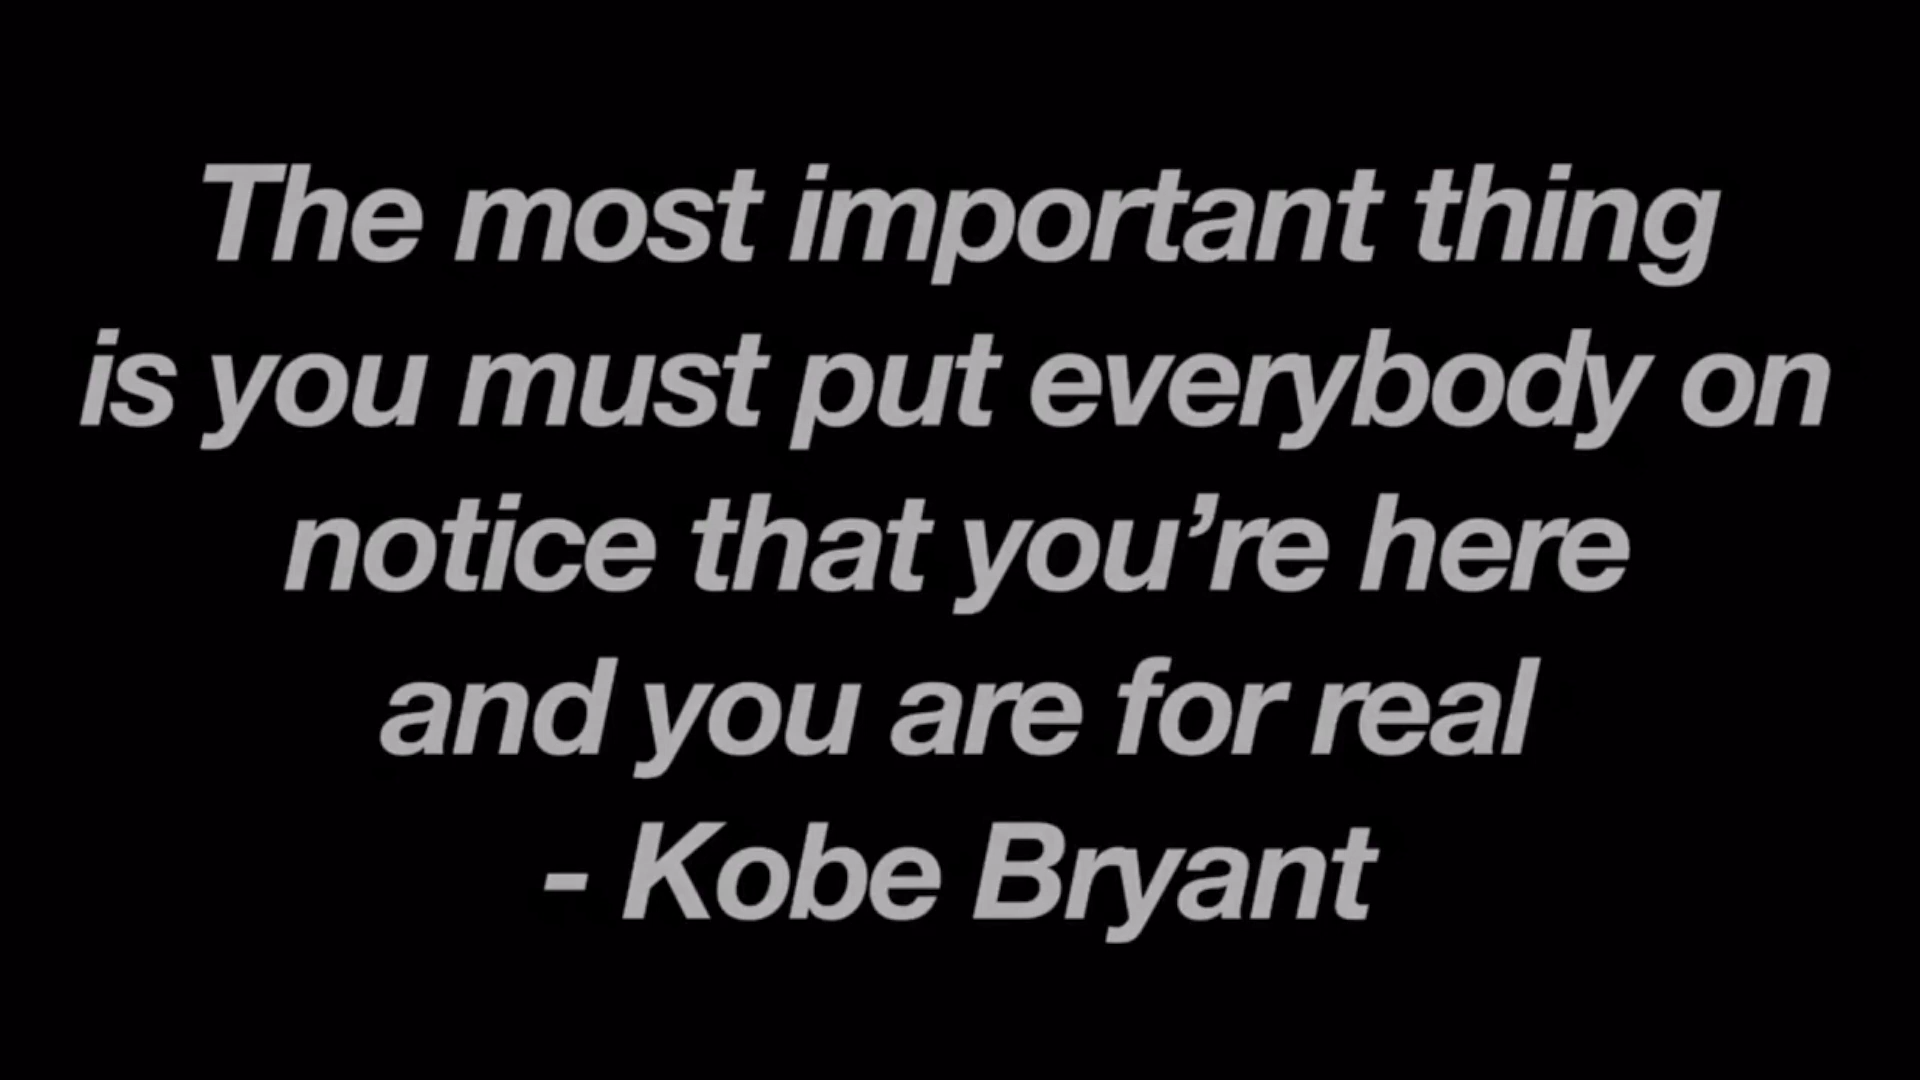 The most important thing
is you must put everybody on
notice that you’re here
and you are for real
- Kobe Bryant